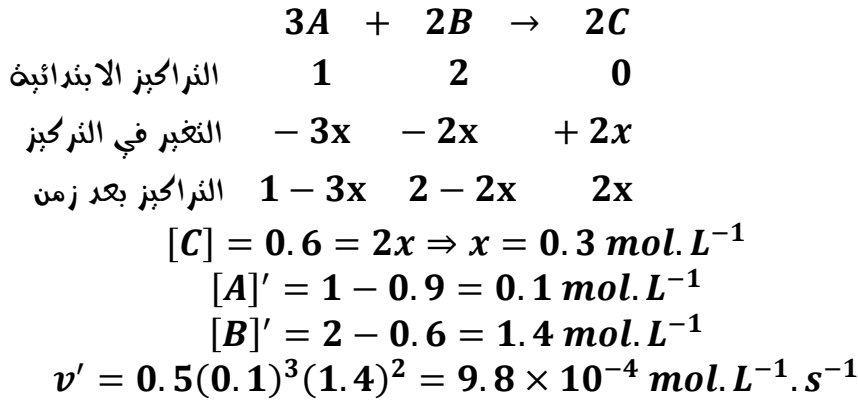 3A + 2B → 2C
التراكيز الابتدائية 1 2 0
التغير في التركيز − 3x − 2x + 2x
التراكيز بعد زمن 1 − 3x 2 − 2x 2x
[C] = 0.6 = 2x ⇒ x = 0.3 mol.L⁻¹
[A]′ = 1 − 0.9 = 0.1 mol.L⁻¹
[B]′ = 2 − 0.6 = 1.4 mol.L⁻¹
v′ = 0.5(0.1)³(1.4)² = 9.8 × 10⁻⁴ mol.L⁻¹.s⁻¹